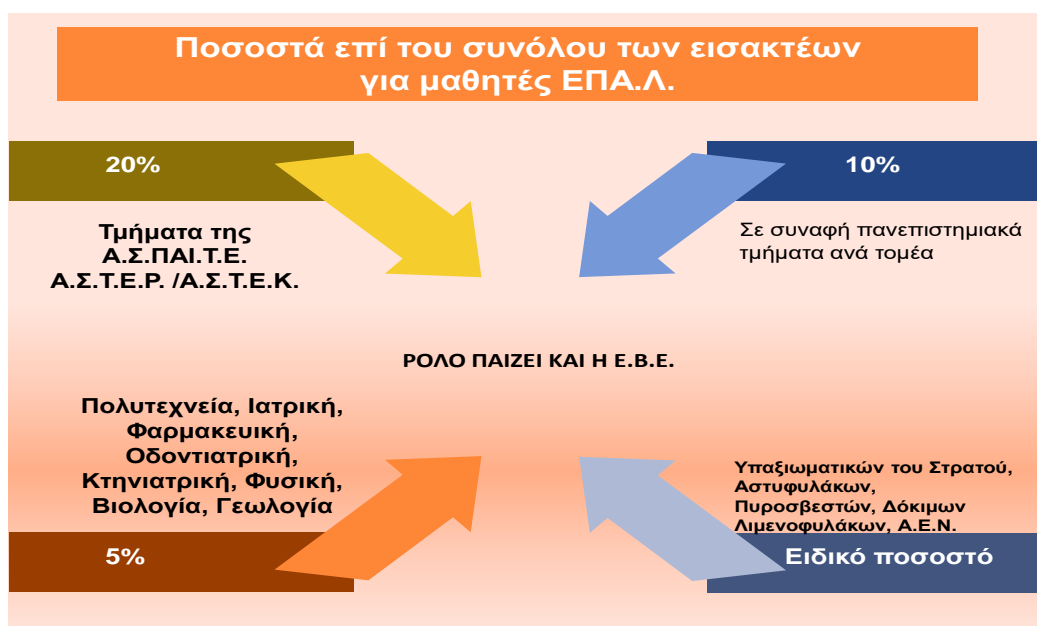 Ποσοστά επί του συνόλου των εισακτέων
για μαθητές ΕΠΑ.Λ.
20%
Τμήματα της
Α.Σ.ΠΑΙ.Τ.Ε.
Α.Σ.Τ.Ε.Ρ. /Α.Σ.Τ.Ε.Κ.
10%
Σε συναφή πανεπιστημιακά
τμήματα ανά τομέα
ΡΟΛΟ ΠΑΙΖΕΙ ΚΑΙ Η Ε.Β.Ε.
Πολυτεχνεία, Ιατρική,
Φαρμακευική,
Οδοντιατρική,
Κτηνιατρική, Φυσική,
Βιολογία, Γεωλογία
5%
Υπαξιωματικών του Στρατού,
Αστυφυλάκων,
Πυροσβεστών, Δόκιμων
Λιμενοφυλάκων, Α.Ε.Ν.
Ειδικό ποσοστό